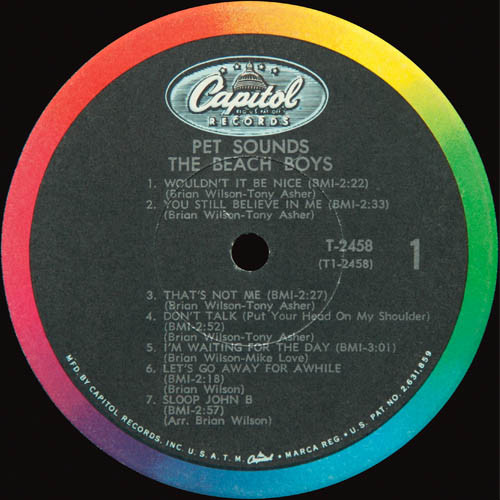 Capitol
REG. U.S. PAT. OFF.
RECORDS
PET SOUNDS
THE BEACH BOYS
1. WOULDN'T IT BE NICE (BMI-2:22)
(Brian Wilson-Tony Asher)
2. YOU STILL BELIEVE IN ME (BMI-2:33)
(Brian Wilson-Tony Asher)
T-2458
(T1-2458)
1
3. THAT'S NOT ME (BMI-2:27)
(Brian Wilson-Tony Asher)
4. DON'T TALK (Put Your Head On My Shoulder)
(BMI-2:52)
(Brian Wilson-Tony Asher)
5. I'M WAITING FOR THE DAY (BMI-3:01)
(Brian Wilson-Mike Love)
6. LET'S GO AWAY FOR AWHILE
(BMI-2:18)
(Brian Wilson)
7. SLOOP JOHN B
(BMI-2:57)
(Arr. Brian Wilson)
MFD. BY CAPITOL RECORDS, INC. U.S.A. T.M. Capitol • MARCA REG. • U.S. PAT. NO. 2,631,859